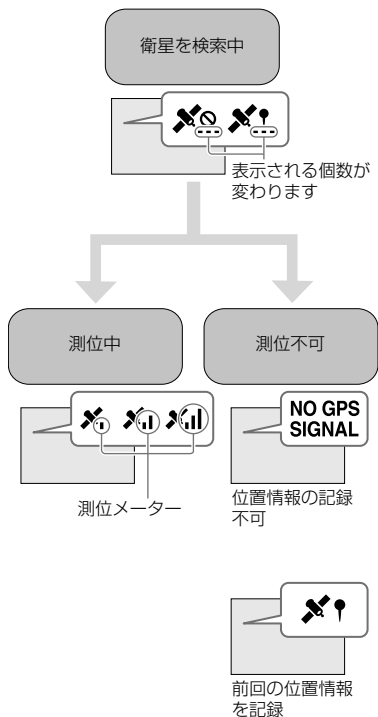 衛星を検索中
表示される個数が
変わります
測位中
測位不可
NO GPS
SIGNAL
測位メーター
位置情報の記録
不可
前回の位置情報
を記録